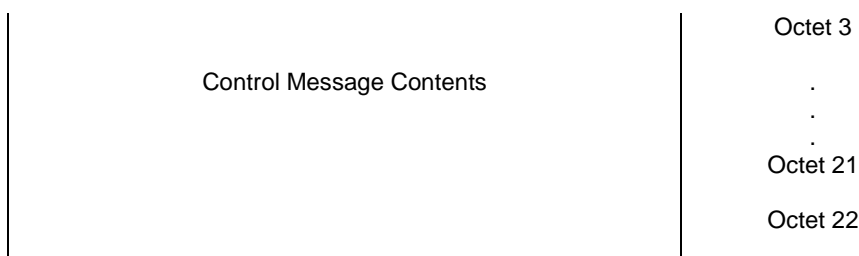 Octet 3
Control Message Contents .
.
.
Octet 21
Octet 22